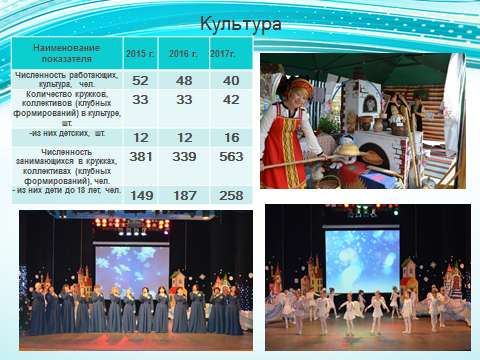 Культура
Наименование
показателя
2015 г.
2016 г.
2017г.
Численность работающих,
культура, чел.
52
48
40
Количество кружков,
коллективов (клубных
формирований) в культуре,
шт.
33
33
42
-из них детских, шт.
12
12
16
Численность
занимающихся в кружках,
коллективах (клубных
формирований), чел.
381
339
563
- из них дети до 18 лет, чел.
149
187
258